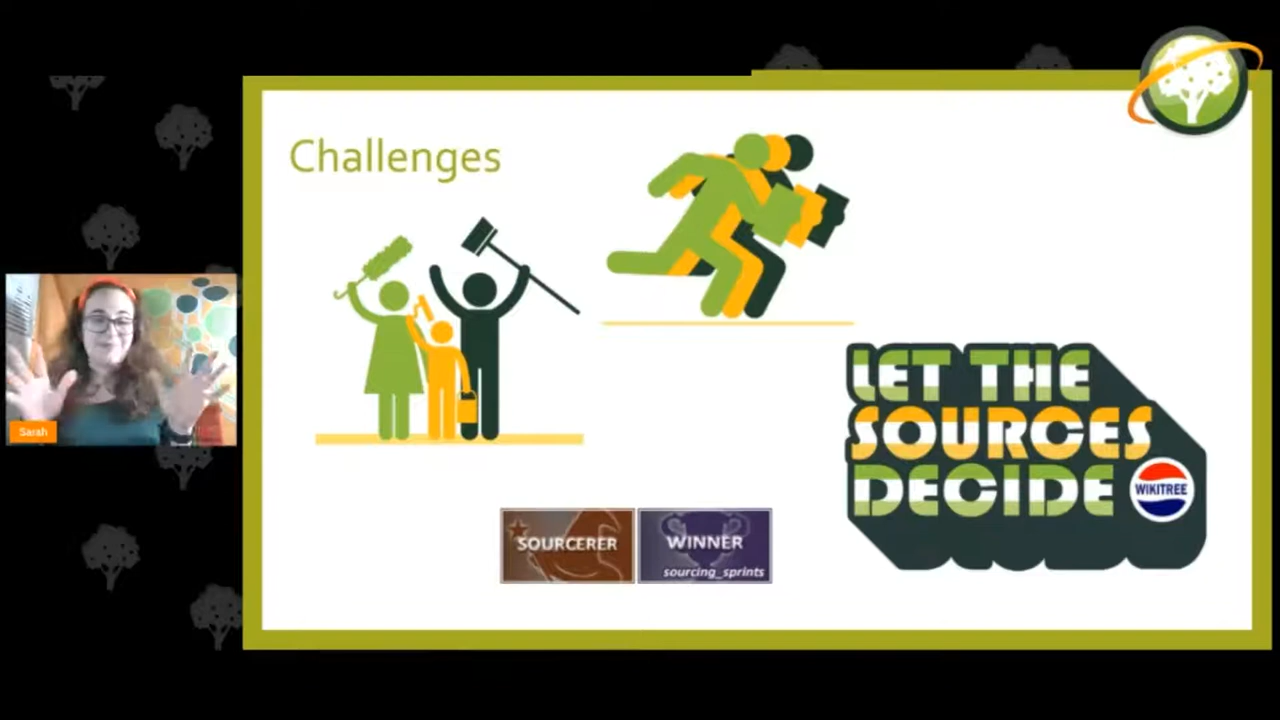 Challenges
LET THE
SOURCES
DECIDE
WIKITREE
Sarah
SOURCERER
WINNER
sourcing_sprints